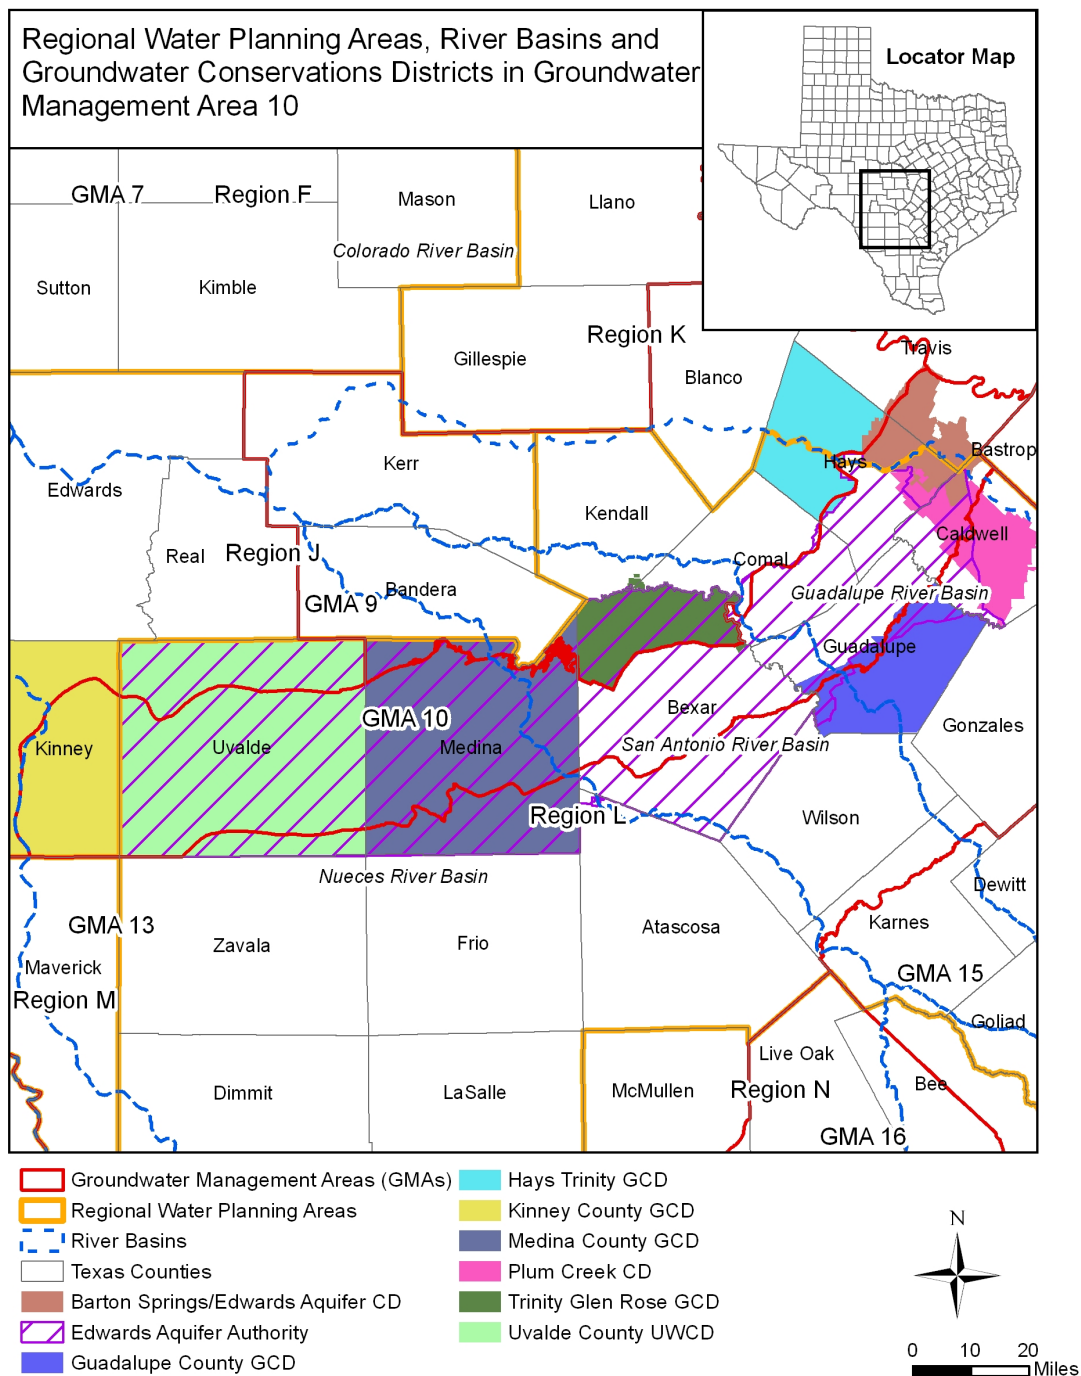 Regional Water Planning Areas, River Basins and
Groundwater Conservations Districts in Groundwater
Management Area 10
Locator Map
GMA 7
Region F
Mason
Llano
Colorado River Basin
Sutton
Kimble
Region K
Gillespie
Blanco
Travis
Bastrop
Hays
Kerr
Edwards
Kendall
Caldwell
Real
Region J
Comal
Bandera
GMA 9
Guadalupe River Basin
Guadalupe
Bexar
GMA 10
Gonzales
Kinney
Uvalde
Medina
San Antonio River Basin
Region L
Wilson
Nueces River Basin
Dewitt
GMA 13
Karnes
Atascosa
Zavala
Frio
Maverick
GMA 15
Region M
Goliad
Live Oak
Bee
Dimmit
LaSalle
McMullen
Region N
GMA 16
Groundwater Management Areas (GMAs)
Regional Water Planning Areas
River Basins
Texas Counties
Barton Springs/Edwards Aquifer CD
Edwards Aquifer Authority
Guadalupe County GCD
Hays Trinity GCD
Kinney County GCD
Medina County GCD
Plum Creek CD
Trinity Glen Rose GCD
Uvalde County UWCD
N
0 10 20
Miles